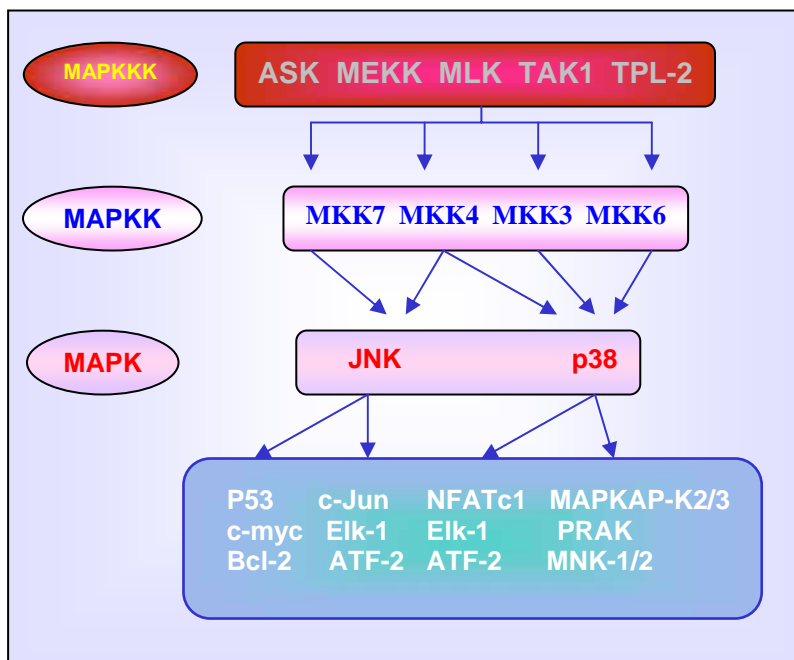 MAPKKK ASK MEKK MLK TAK1 TPL-2
MAPKK MKK7 MKK4 MKK3 MKK6
MAPK JNK p38
P53 c-Jun NFATc1 MAPKAP-K2/3
c-myc Elk-1 Elk-1 PRAK
Bcl-2 ATF-2 ATF-2 MNK-1/2